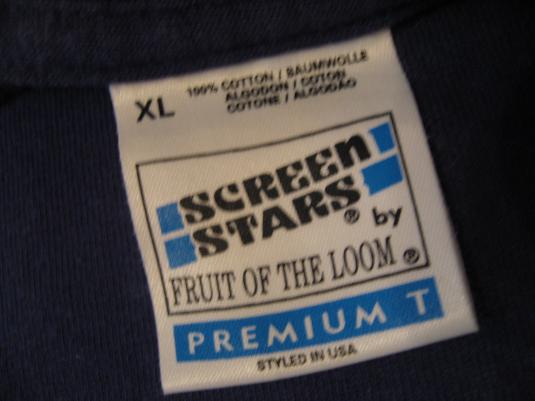 XL
100% COTTON / BAUMWOLLE
ALGODON / COTON
COTONE / ALGODÃO
SCREEN
STARS® by
FRUIT OF THE LOOM®
PREMIUM T
STYLED IN USA